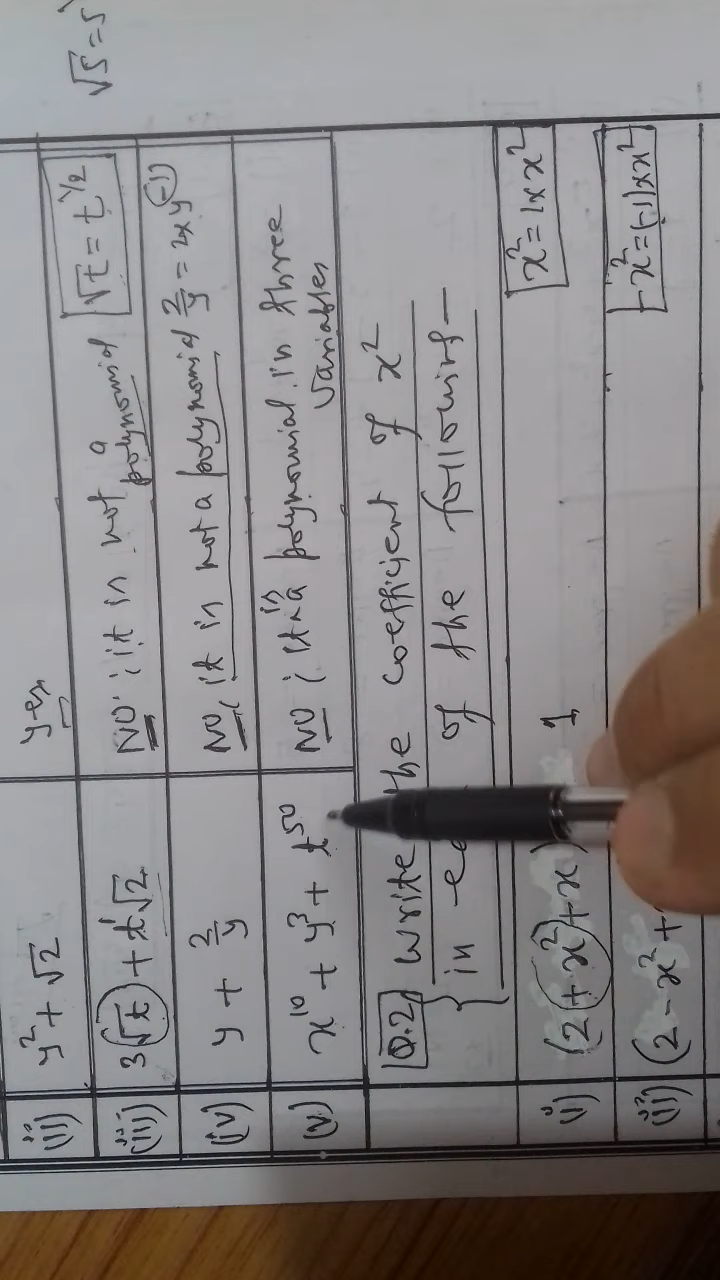 √5 = 5
(ii) y² + √2 yes
(iii) 3√t + t√2 NO; it is not a polynomial √t = t^1/2
(iv) y + 2/y NO, it is not a polynomial 2/y = 2×y^(-1)
(v) x¹⁰ + y³ + t⁵⁰ NO; it is a polynomial in three
variables
Q.2 write the coefficient of x²
in of the following -
(i) (2 + x² + x) 1 x² = 1×x²
(ii) (2 - x² + -x² = (-1)×x²